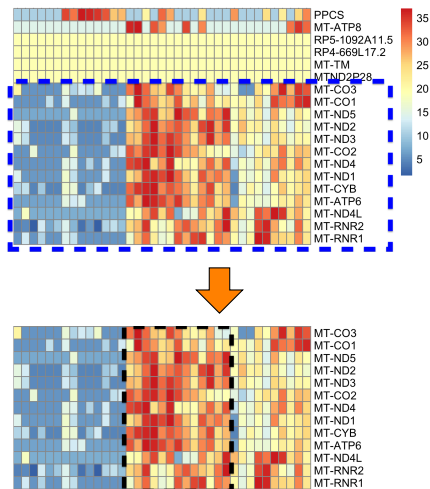 PPCS
MT-ATP8
RP5-1092A11.5
RP4-669L17.2
MT-TM
MTND2P28
MT-CO3
MT-CO1
MT-ND5
MT-ND2
MT-ND3
MT-CO2
MT-ND4
MT-ND1
MT-CYB
MT-ATP6
MT-ND4L
MT-RNR2
MT-RNR1
35
30
25
20
15
10
5
MT-CO3
MT-CO1
MT-ND5
MT-ND2
MT-ND3
MT-CO2
MT-ND4
MT-ND1
MT-CYB
MT-ATP6
MT-ND4L
MT-RNR2
MT-RNR1